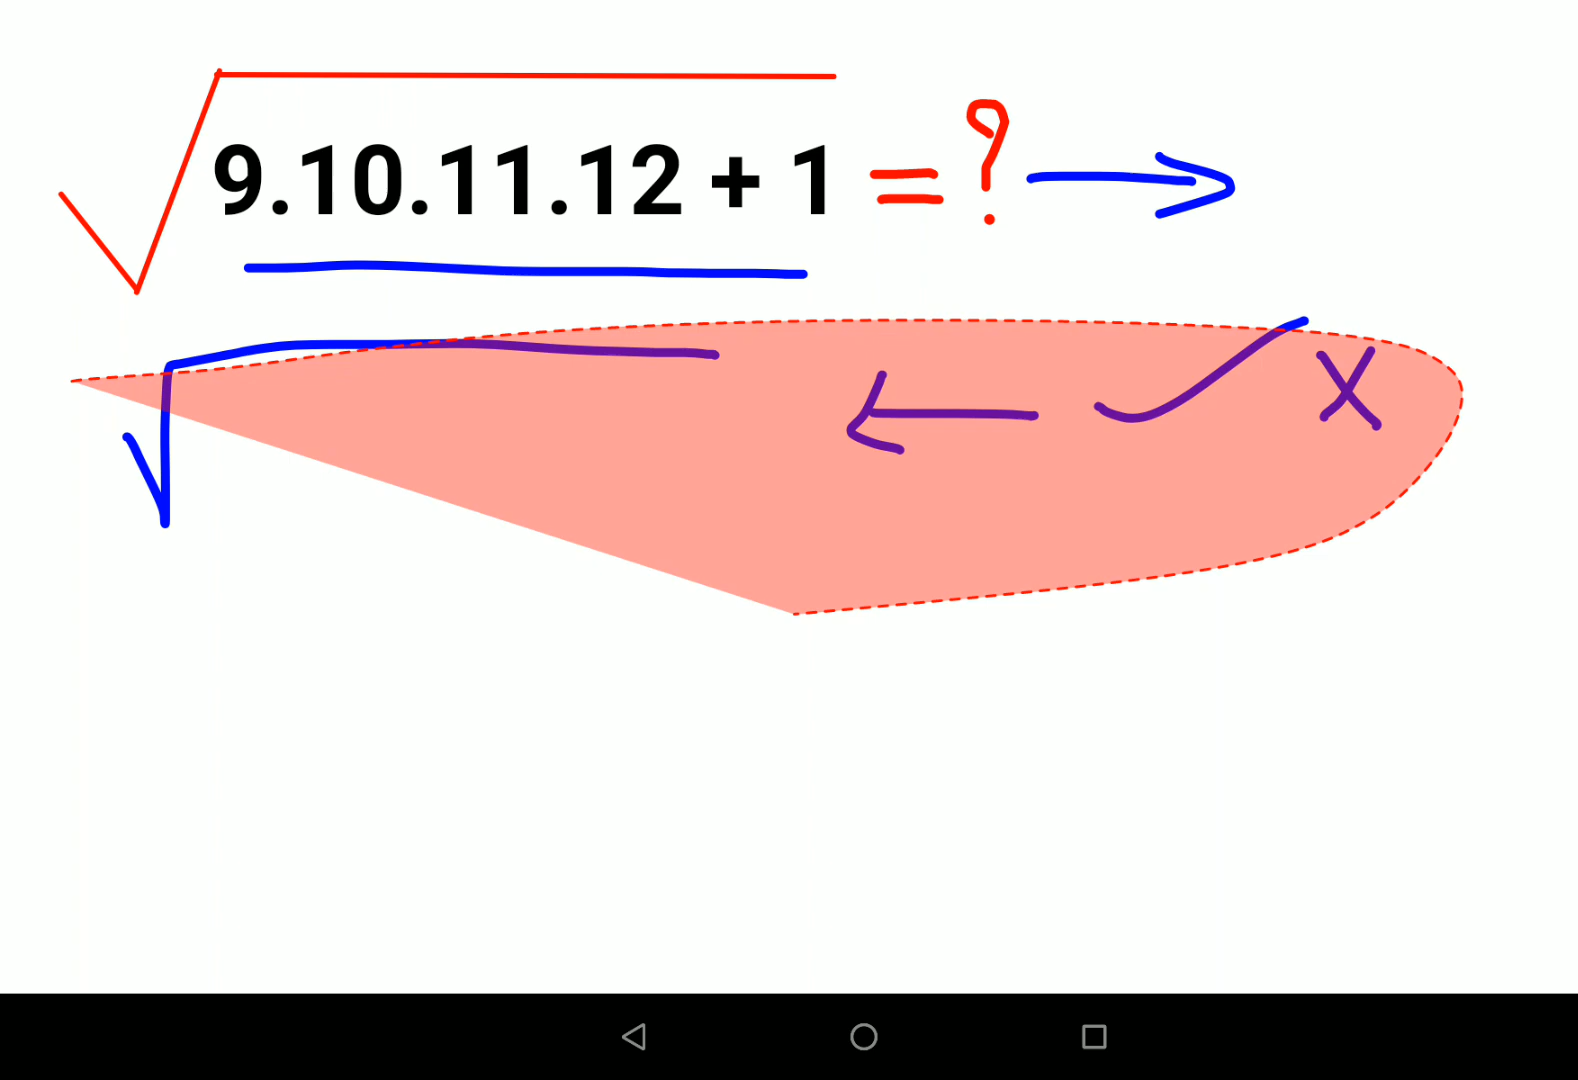 √9.10.11.12 + 1 = ? →
√ ← ✓ X